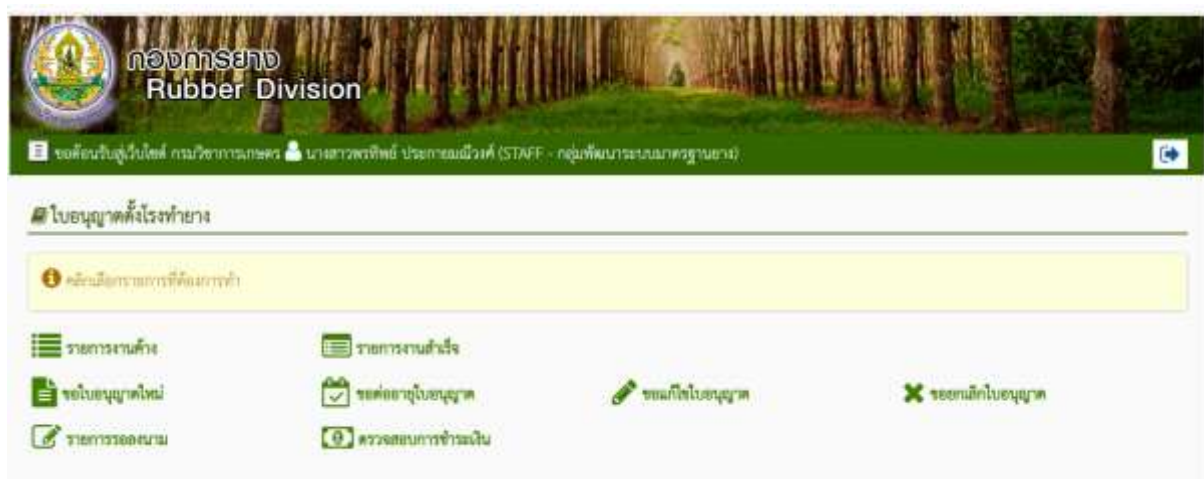 กองการยาง
Rubber Division
ขอต้อนรับสู่เว็บไซต์ กรมวิชาการเกษตร นางสาวพรทิพย์ ประกายมณีวงศ์ (STAFF - กลุ่มพัฒนาระบบมาตรฐานยาง)
ใบอนุญาตตั้งโรงทำยาง
คลิกเลือกรายการที่ต้องการทำ
รายการงานค้าง รายการงานสำเร็จ
ขอใบอนุญาตใหม่ ขอต่ออายุใบอนุญาต ขอแก้ไขใบอนุญาต ขอยกเลิกใบอนุญาต
รายการรอลงนาม ตรวจสอบการชำระเงิน